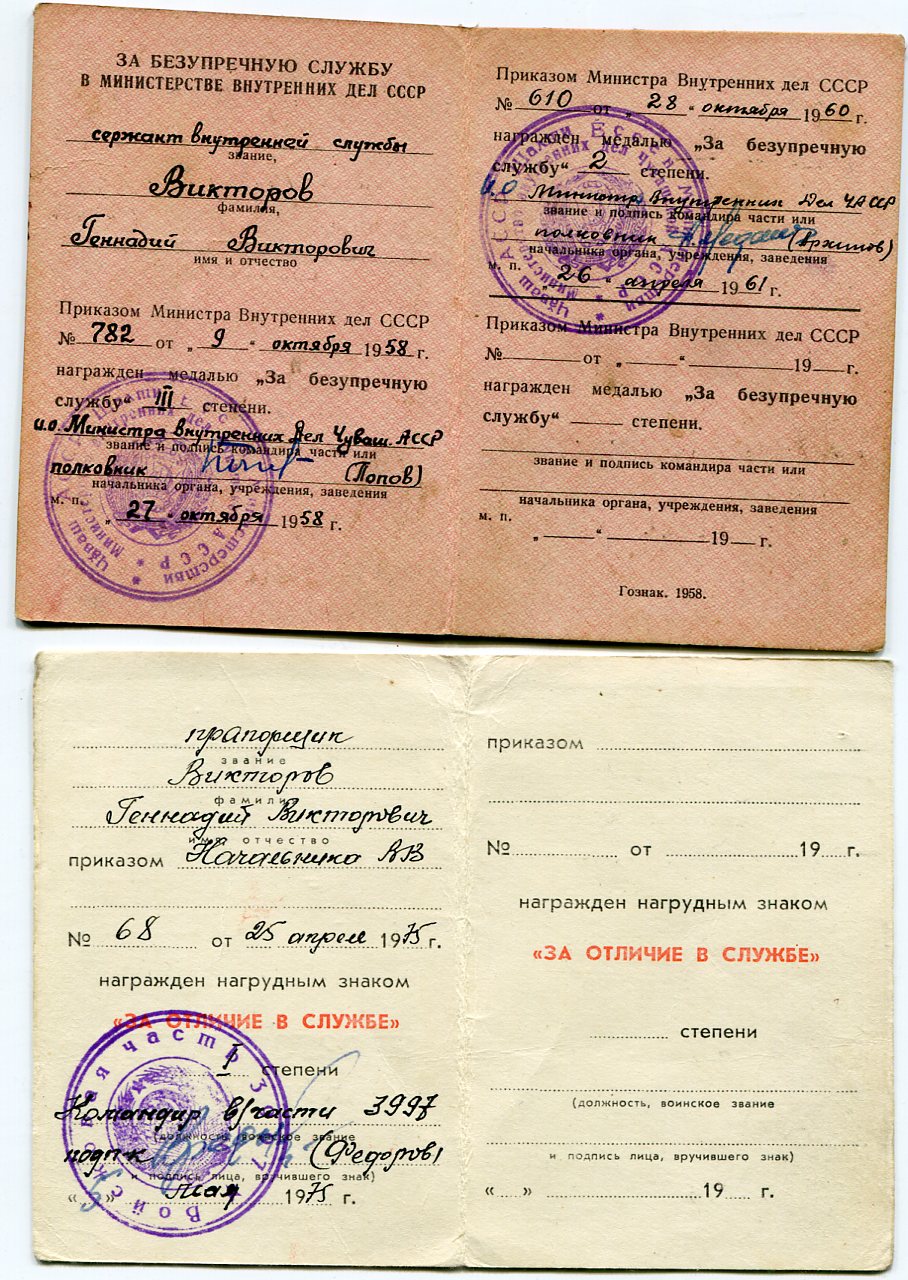 ЗА БЕЗУПРЕЧНУЮ СЛУЖБУ
В МИНИСТЕРСТВЕ ВНУТРЕННИХ ДЕЛ СССР
сержант внутренней службы
звание,
Викторов
фамилия,
Геннадий Викторович
имя и отчество
Приказом Министра Внутренних дел СССР
№ 782 от „9“ октября 1958 г.
награжден медалью „За безупречную
службу“ III степени.
и.о. Министра внутренних Дел Чуваш. АССР
звание и подпись командира части или
полковник (Попов)
начальника органа, учреждения, заведения
м. п.
„27“ октября 1958 г.
Приказом Министра Внутренних дел СССР
№ 610 от „28“ октября 1960 г.
награжден медалью „За безупречную
службу“ 2 степени.
и.о. Министра Внутренних Дел ЧАССР
звание и подпись командира части или
полковник (Архипов)
начальника органа, учреждения, заведения
м. п.
„26“ апреля 1961 г.
Приказом Министра Внутренних дел СССР
№ от „ “ 19 г.
награжден медалью „За безупречную
службу“ степени.
звание и подпись командира части или
начальника органа, учреждения, заведения
м. п.
„ “ 19 г.
Гознак. 1958.
прапорщик
звание
Викторов
фамилия
Геннадий Викторович
имя отчество
приказом Начальника ВВ
№ 68 от 25 апреля 1975 г.
награжден нагрудным знаком
«ЗА ОТЛИЧИЕ В СЛУЖБЕ»
I степени
Командир в/части 3997
(должность, воинское звание
подп-к (Федоров)
и подпись лица, вручившего знак)
« » мая 1975 г.
Войсковая часть
приказом
№ от 19 г.
награжден нагрудным знаком
«ЗА ОТЛИЧИЕ В СЛУЖБЕ»
степени
(должность, воинское звание
и подпись лица, вручившего знак)
« » 19 г.